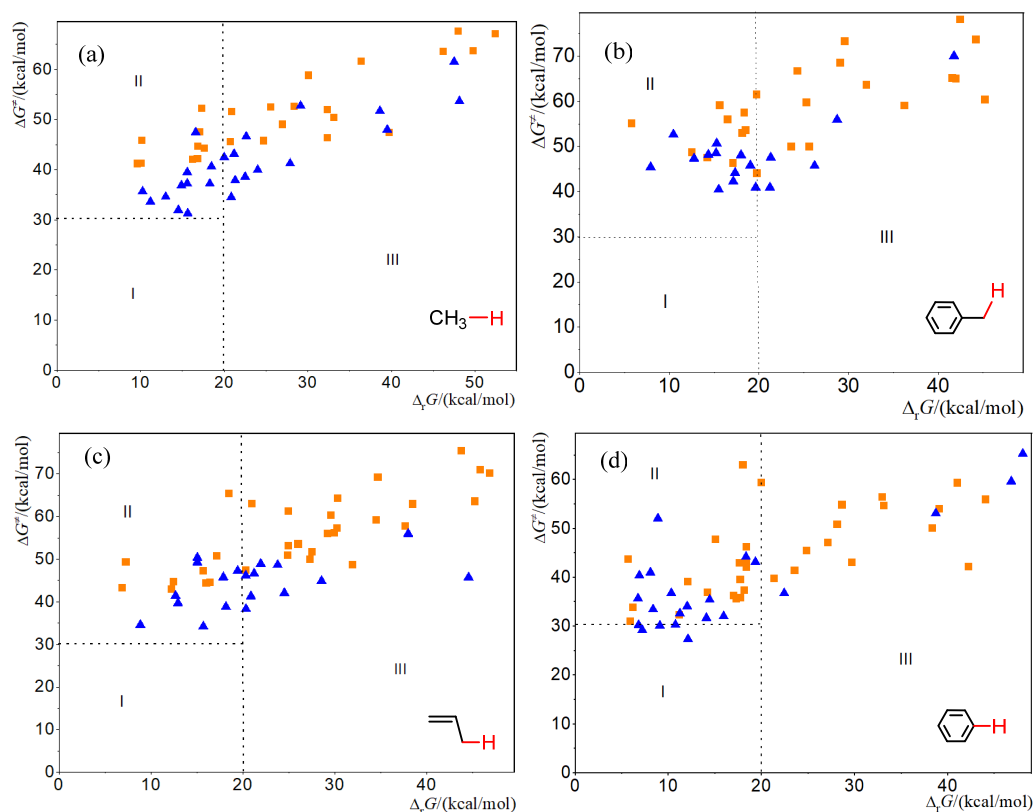 (a)
ΔG≠/(kcal/mol)
60
50
40
30
20
10
0
II
I
III
CH3—H
0 10 20 30 40 50
ΔrG/(kcal/mol)
(b)
ΔG≠/(kcal/mol)
70
60
50
40
30
20
10
0
II
I
III
H
0 10 20 30 40
ΔrG/(kcal/mol)
(c)
ΔG≠/(kcal/mol)
70
60
50
40
30
20
10
0
II
I
III
H
0 10 20 30 40
ΔrG/(kcal/mol)
(d)
ΔG≠/(kcal/mol)
60
50
40
30
20
10
0
II
I
III
H
0 10 20 30 40
ΔrG/(kcal/mol)